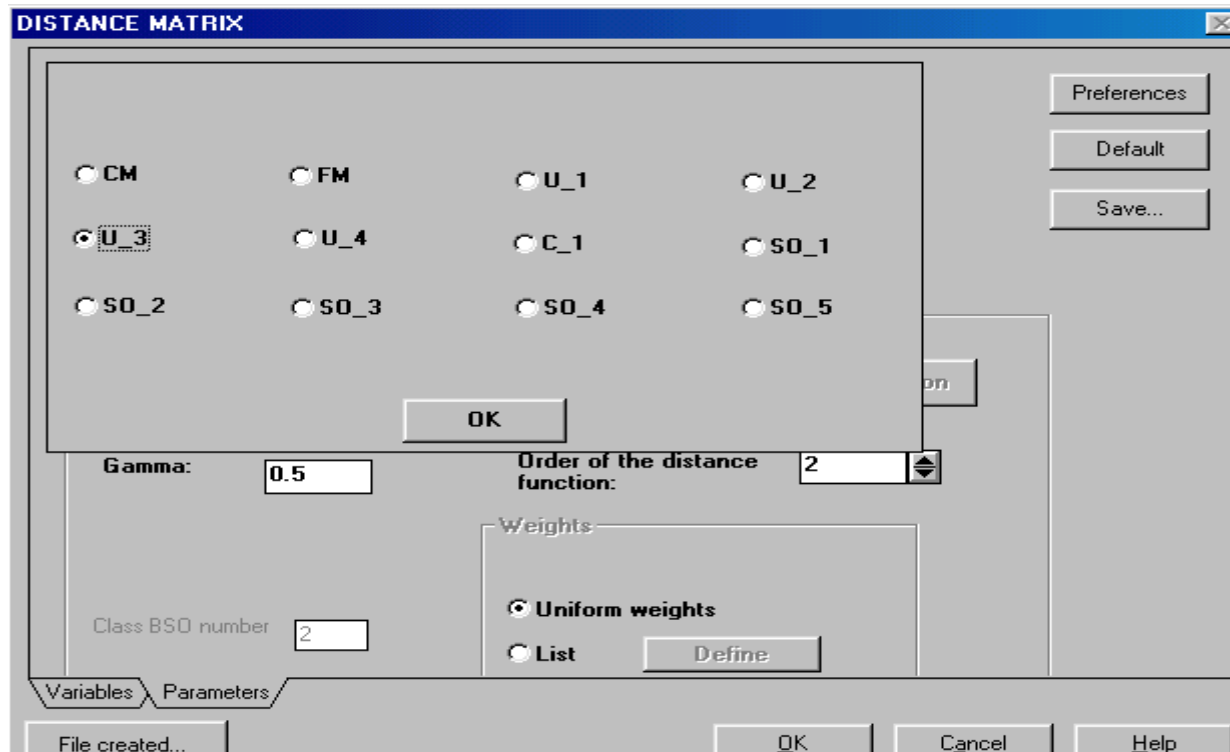 DISTANCE MATRIX
Preferences
Default
Save...
CM FM U_1 U_2
U_3 U_4 C_1 SO_1
SO_2 SO_3 SO_4 SO_5
on
OK
Gamma: 0.5
Order of the distance function: 2
Weights
Uniform weights
Class BSO number 2
List Define
Variables Parameters
File created... OK Cancel Help